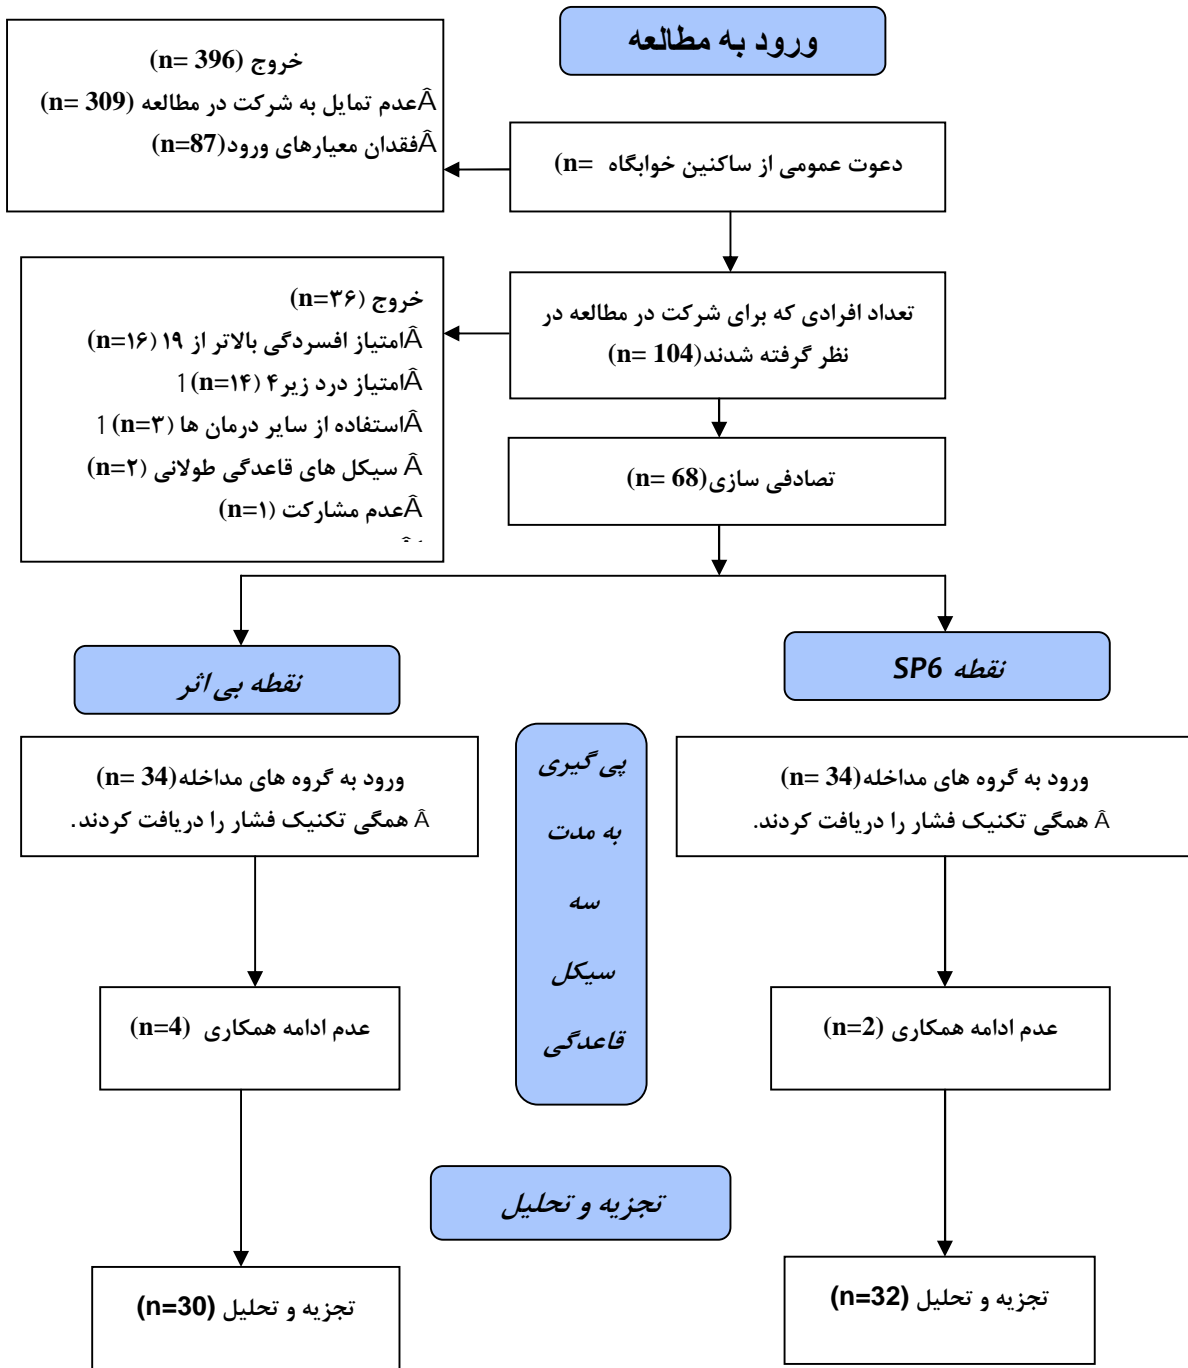 ورود به مطالعه
خروج (n= 396)
Âعدم تمایل به شرکت در مطالعه (n= 309)
Âفقدان معیارهای ورود(n=87)
دعوت عمومی از ساکنین خوابگاه (n=
خروج (n=۳۶)
Âامتیاز افسردگی بالاتر از ۱۹ (n=۱۶)
Âامتیاز درد زیر۴ (n=۱۴) 1
Âاستفاده از سایر درمان ها (n=۳) 1
Â سیکل های قاعدگی طولانی (n=۲)
Âعدم مشارکت (n=۱)
تعداد افرادی که برای شرکت در مطالعه در
نظر گرفته شدند(n= 104)
تصادفی سازی(n= 68)
نقطه SP6
نقطه بی اثر
ورود به گروه های مداخله(n= 34)
Â همگی تکنیک فشار را دریافت کردند.
پی گیری
به مدت
سه
سیکل
قاعدگی
ورود به گروه های مداخله(n= 34)
Â همگی تکنیک فشار را دریافت کردند.
عدم ادامه همکاری (n=2)
عدم ادامه همکاری (n=4)
تجزیه و تحلیل
تجزیه و تحلیل (n=32)
تجزیه و تحلیل (n=30)